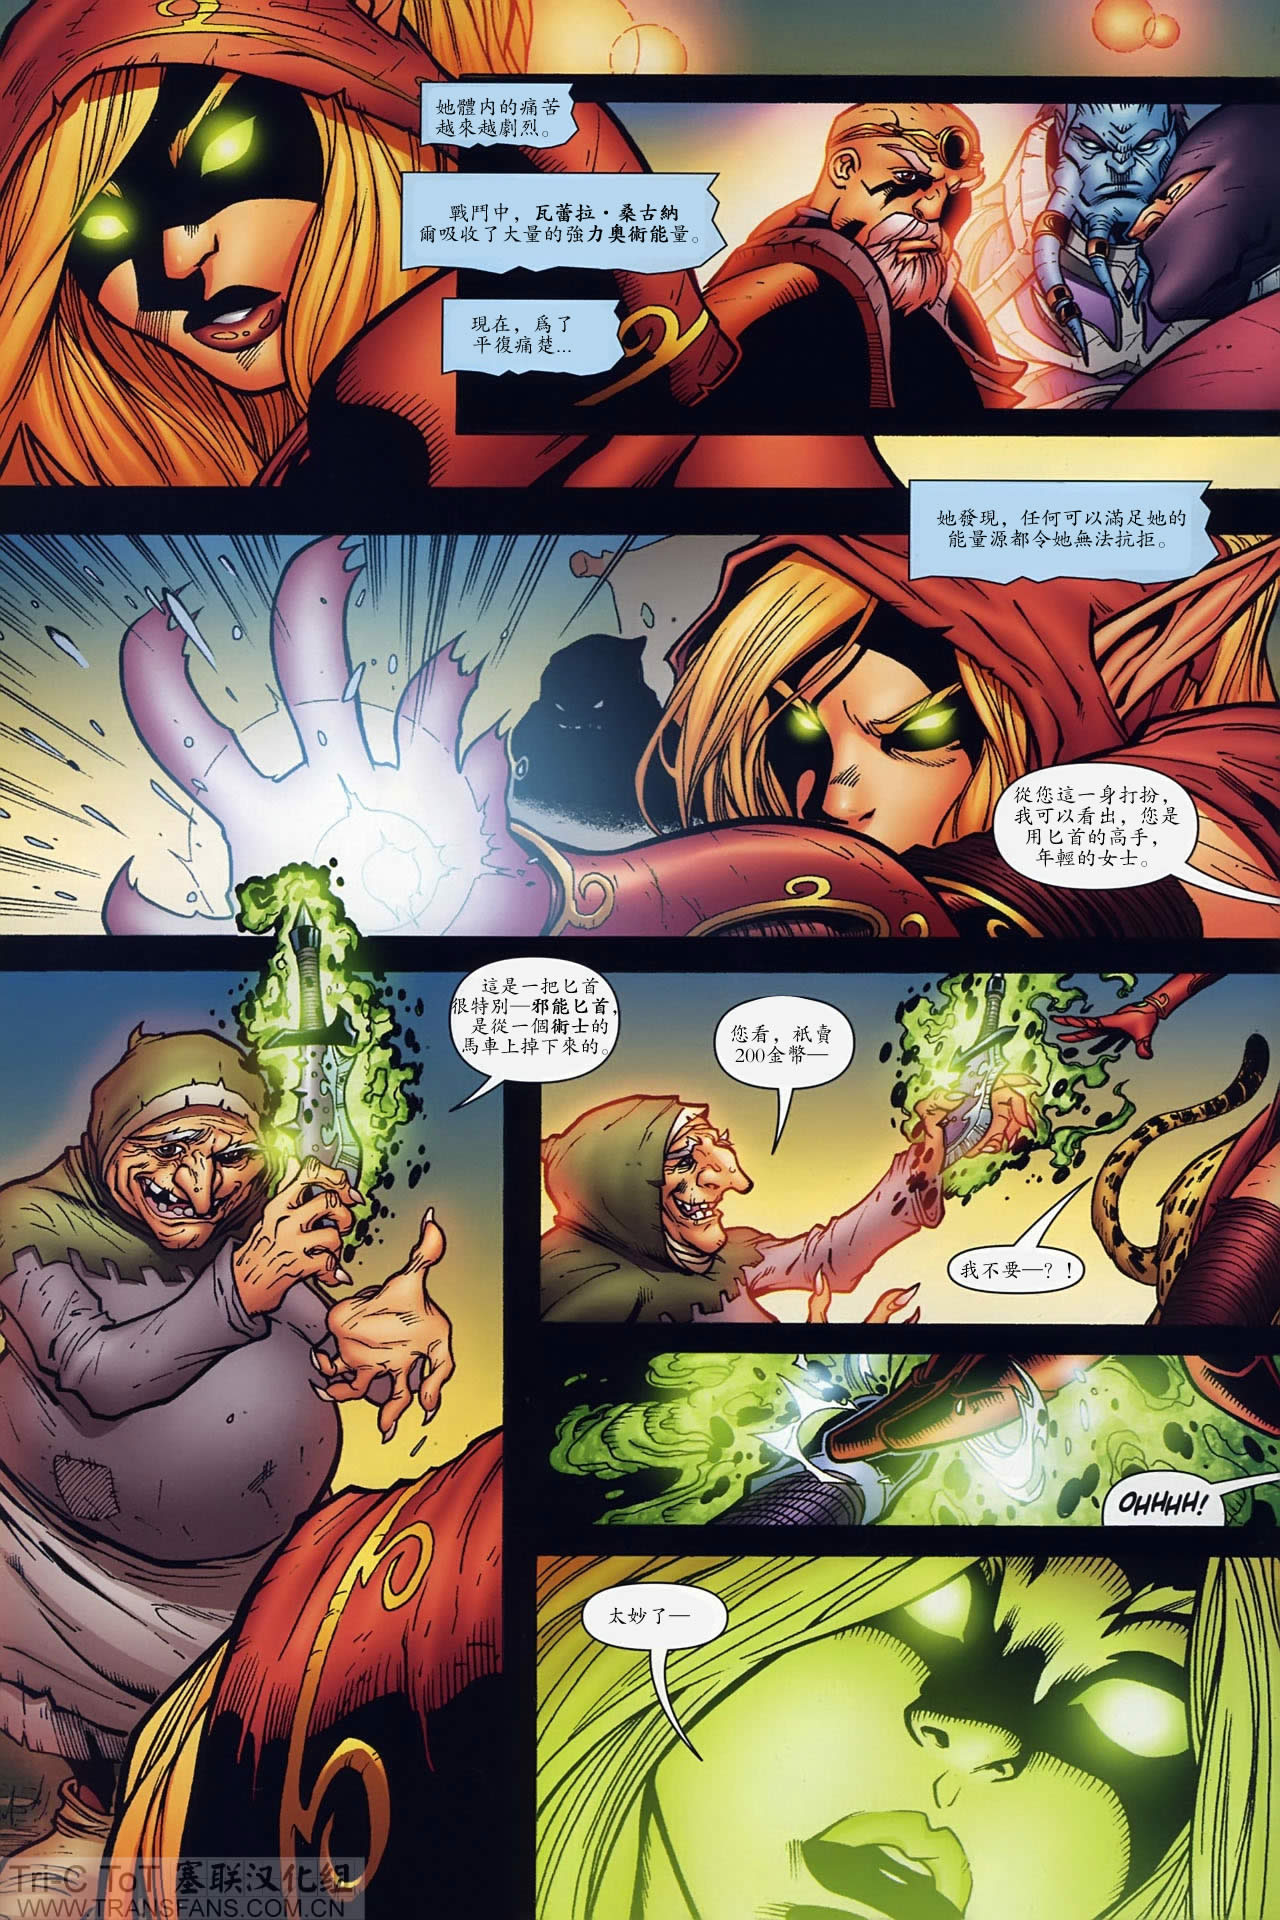 她體內的痛苦
越來越劇烈。
戰鬥中，瓦蕾拉·桑古納
爾吸收了大量的強力奧術能量。
現在，爲了
平復痛楚...
她發現，任何可以滿足她的
能量源都令她無法抗拒。
從您這一身打扮，
我可以看出，您是
用匕首的高手，
年輕的女士。
這是一把匕首
很特別—邪能匕首，
是從一個術士的
馬車上掉下來的。
您看，衹賣
200金幣—
我不要—？！
OHHHH!
太妙了—
Tri-C ToT 塞联汉化组
WWW.TRANSFANS.COM.CN